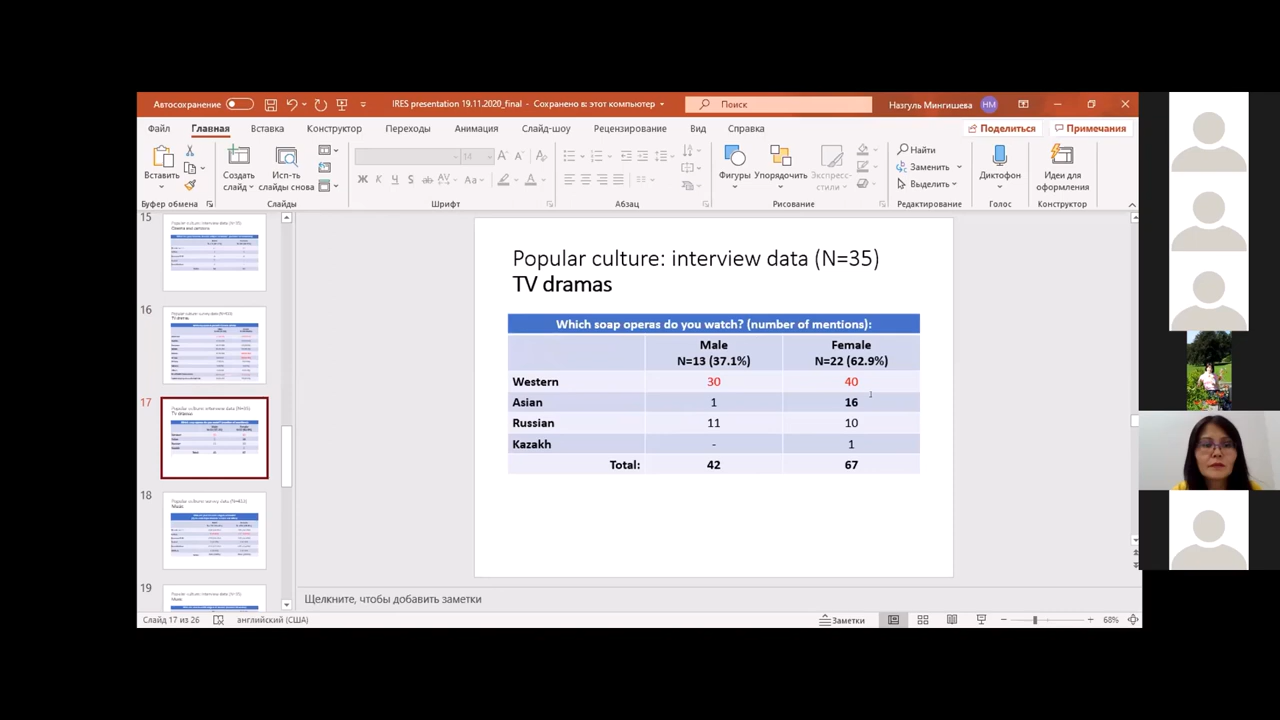 Автосохранение
IRES presentation 19.11.2020_final - Сохранено в: этот компьютер
Поиск
Назгуль Мингишева
НМ
Файл Главная Вставка Конструктор Переходы Анимация Слайд-шоу Рецензирование Вид Справка
Поделиться
Примечания
Вставить
Создать слайд
Исп-ть слайды снова
14
Ж К Ч S ab AV Aa
Фигуры
Упорядочить
Экспресс-стили
Найти
Заменить
Выделить
Диктофон
Идеи для оформления
Буфер обмена Слайды Шрифт Абзац Рисование Редактирование Голос Конструктор
15
16
17
18
19
Popular culture: interview data (N=35)
TV dramas
Which soap operas do you watch? (number of mentions):
Male Female
N=13 (37.1%) N=22 (62.9%)
Western 30 40
Asian 1 16
Russian 11 10
Kazakh - 1
Total: 42 67
Щелкните, чтобы добавить заметки
Слайд 17 из 26 английский (США) Заметки 68%